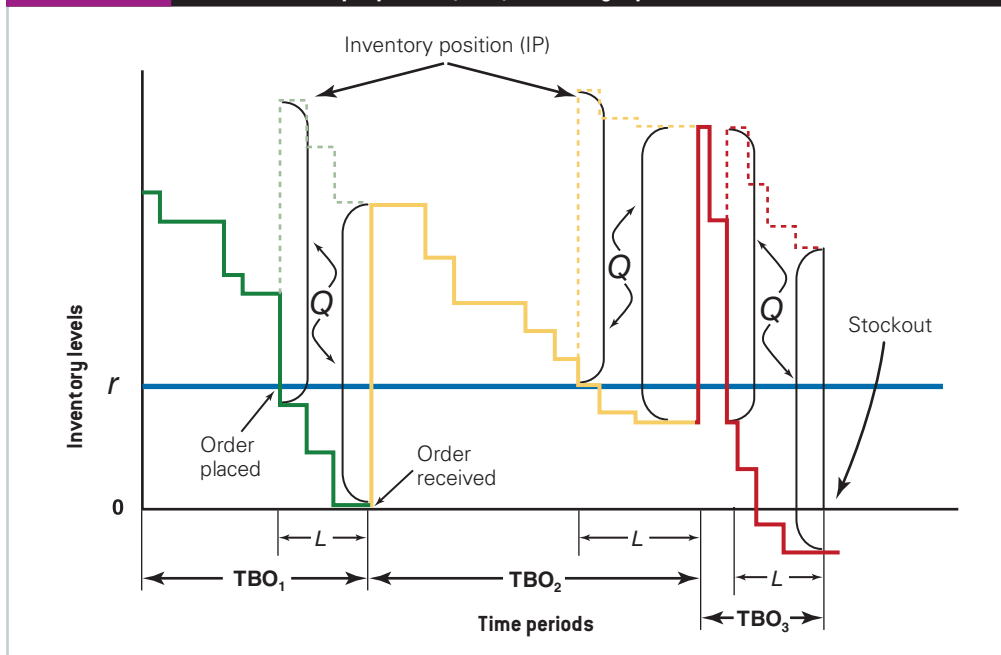 Inventory position (IP)
Inventory levels
r
0
Q
Q
Q
Order
placed
Order
received
Stockout
L
L
L
TBO₁
TBO₂
TBO₃
Time periods